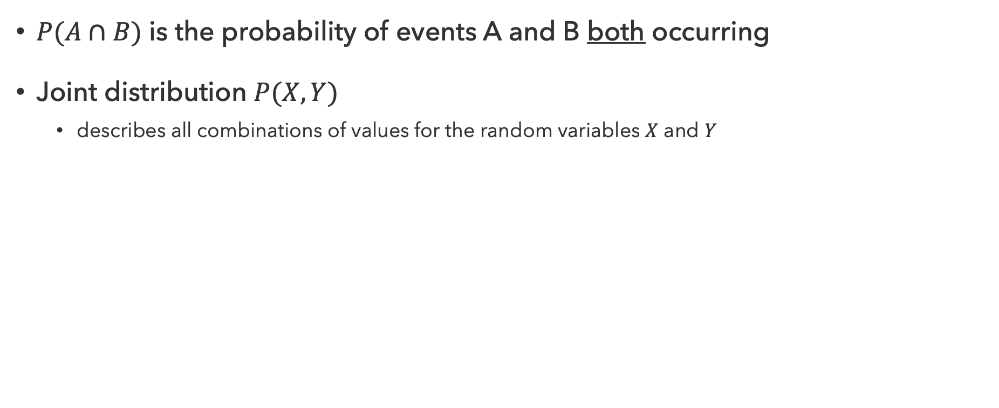 • P(A ∩ B) is the probability of events A and B both occurring
• Joint distribution P(X, Y)
• describes all combinations of values for the random variables X and Y